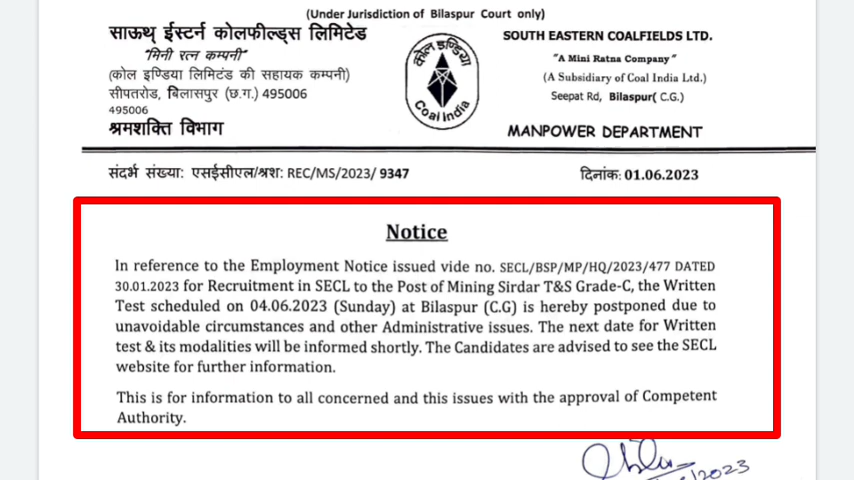 (Under Jurisdiction of Bilaspur Court only)
साऊथ् ईस्टर्न कोलफील्ड्स लिमिटेड
"मिनी रत्न कम्पनी"
(कोल इण्डिया लिमिटंड की सहायक कम्पनी)
सीपतरोड, बिलासपुर (छ.ग.) 495006
495006
श्रमशक्ति विभाग
कोल इण्डिया
Coal India
SOUTH EASTERN COALFIELDS LTD.
"A Mini Ratna Company"
(A Subsidiary of Coal India Ltd.)
Seepat Rd, Bilaspur( C.G.)
MANPOWER DEPARTMENT
संदर्भ संख्या: एसईसीएल/श्रश: REC/MS/2023/ 9347
दिनांक: 01.06.2023
Notice
In reference to the Employment Notice issued vide no. SECL/BSP/MP/HQ/2023/477 DATED
30.01.2023 for Recruitment in SECL to the Post of Mining Sirdar T&S Grade-C, the Written
Test scheduled on 04.06.2023 (Sunday) at Bilaspur (C.G) is hereby postponed due to
unavoidable circumstances and other Administrative issues. The next date for Written
test & its modalities will be informed shortly. The Candidates are advised to see the SECL
website for further information.
This is for information to all concerned and this issues with the approval of Competent
Authority.
/2023